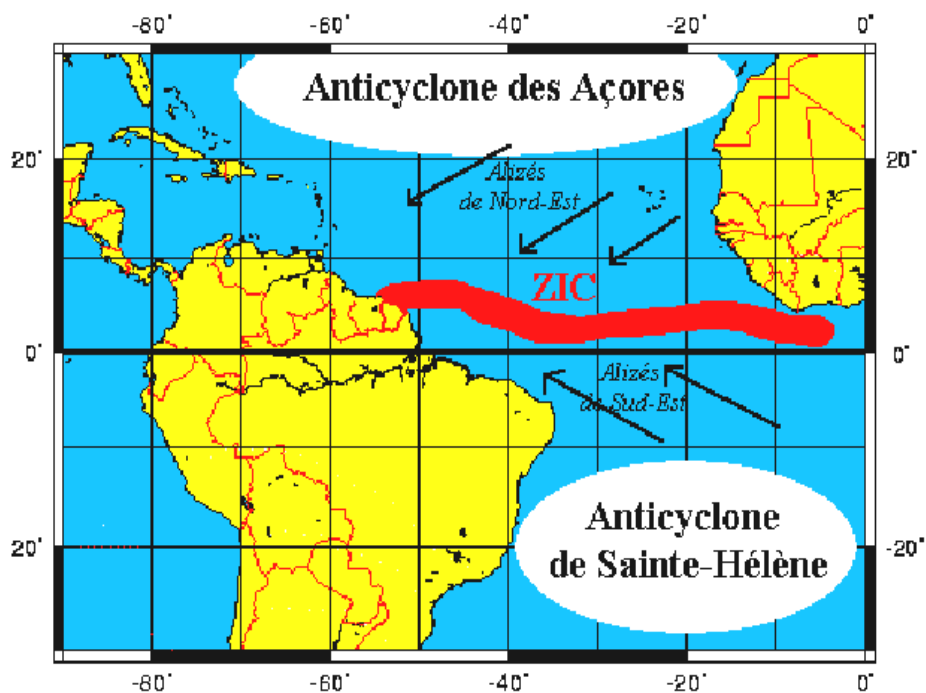 -80° -60° -40° -20° 0°
Anticyclone des Açores
20° 20°
Alizés
de Nord-Est
ZIC
0° 0°
Alizés
de Sud-Est
Anticyclone
de Sainte-Hélène
20° -20°
-80° -60° -40° -20° 0°